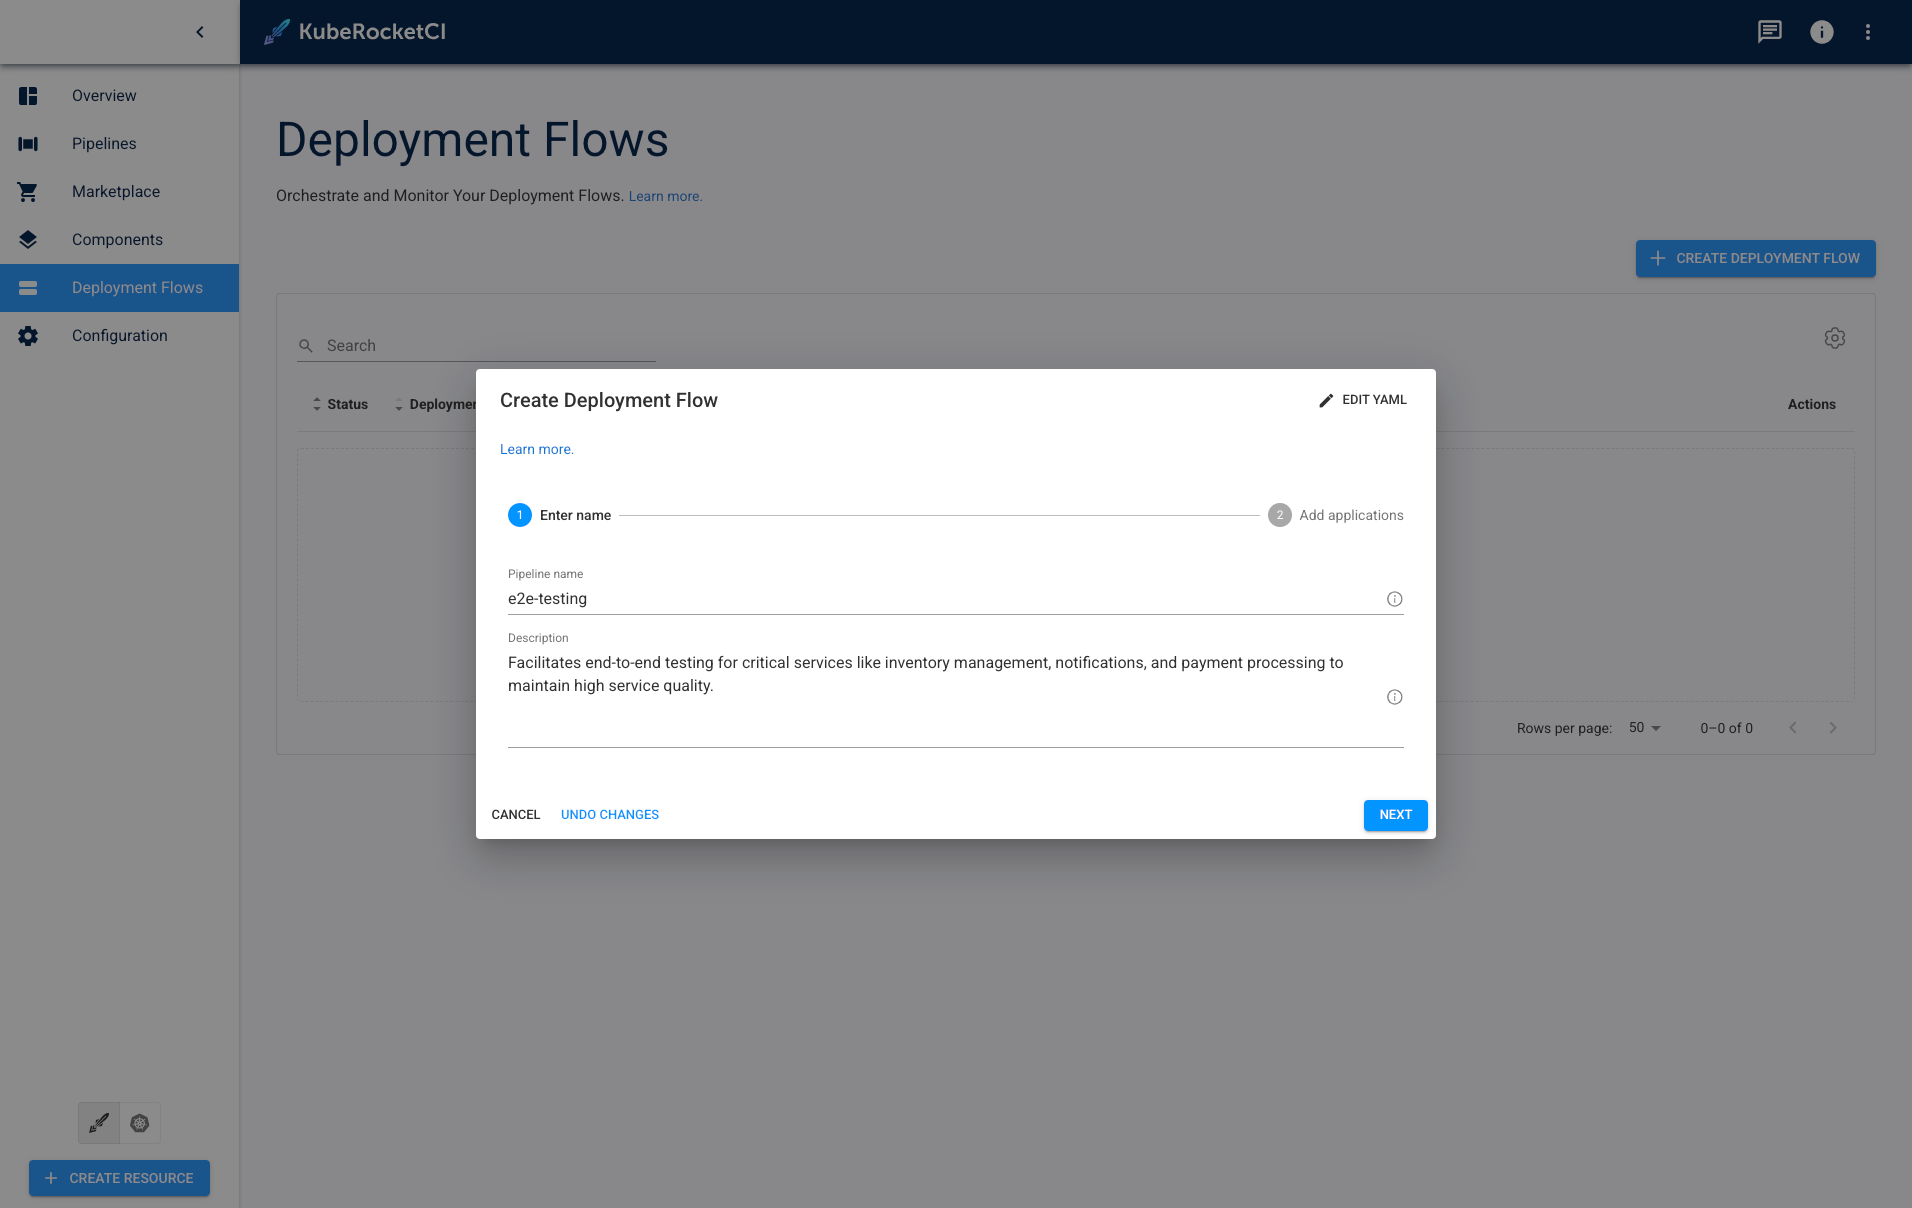 KubeRocketCI
Overview
Pipelines
Marketplace
Components
Deployment Flows
Configuration
CREATE RESOURCE
Deployment Flows
Orchestrate and Monitor Your Deployment Flows. Learn more.
CREATE DEPLOYMENT FLOW
Search
Status
Actions
Create Deployment Flow
EDIT YAML
Learn more.
1 Enter name
2 Add applications
Pipeline name
e2e-testing
Description
Facilitates end-to-end testing for critical services like inventory management, notifications, and payment processing to
maintain high service quality.
CANCEL
UNDO CHANGES
NEXT
Rows per page: 50
0–0 of 0